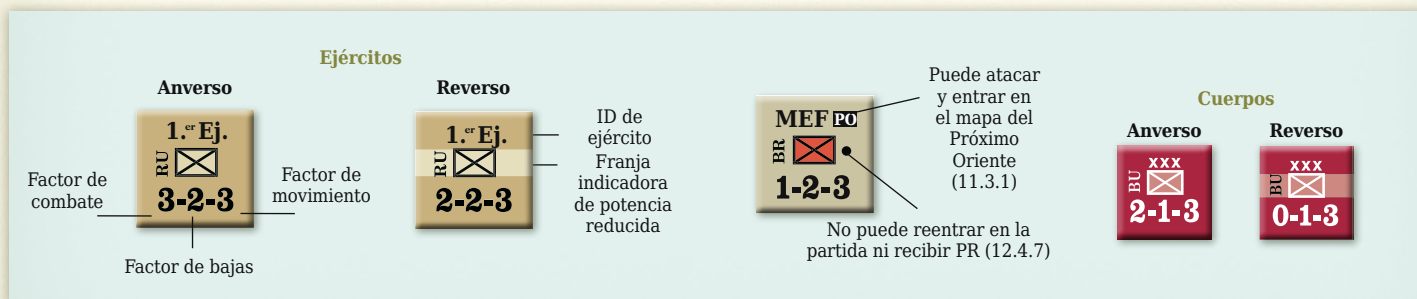 Ejércitos
Anverso
1.er Ej.
RU
3-2-3
Factor de
combate
Factor de bajas
Factor de
movimiento
Reverso
1.er Ej.
RU
2-2-3
ID de
ejército
Franja
indicadora
de potencia
reducida
MEF PO
BR
1-2-3
Puede atacar
y entrar en
el mapa del
Próximo
Oriente
(11.3.1)
No puede reentrar en la
partida ni recibir PR (12.4.7)
Cuerpos
Anverso
xxx
BU
2-1-3
Reverso
xxx
BU
0-1-3